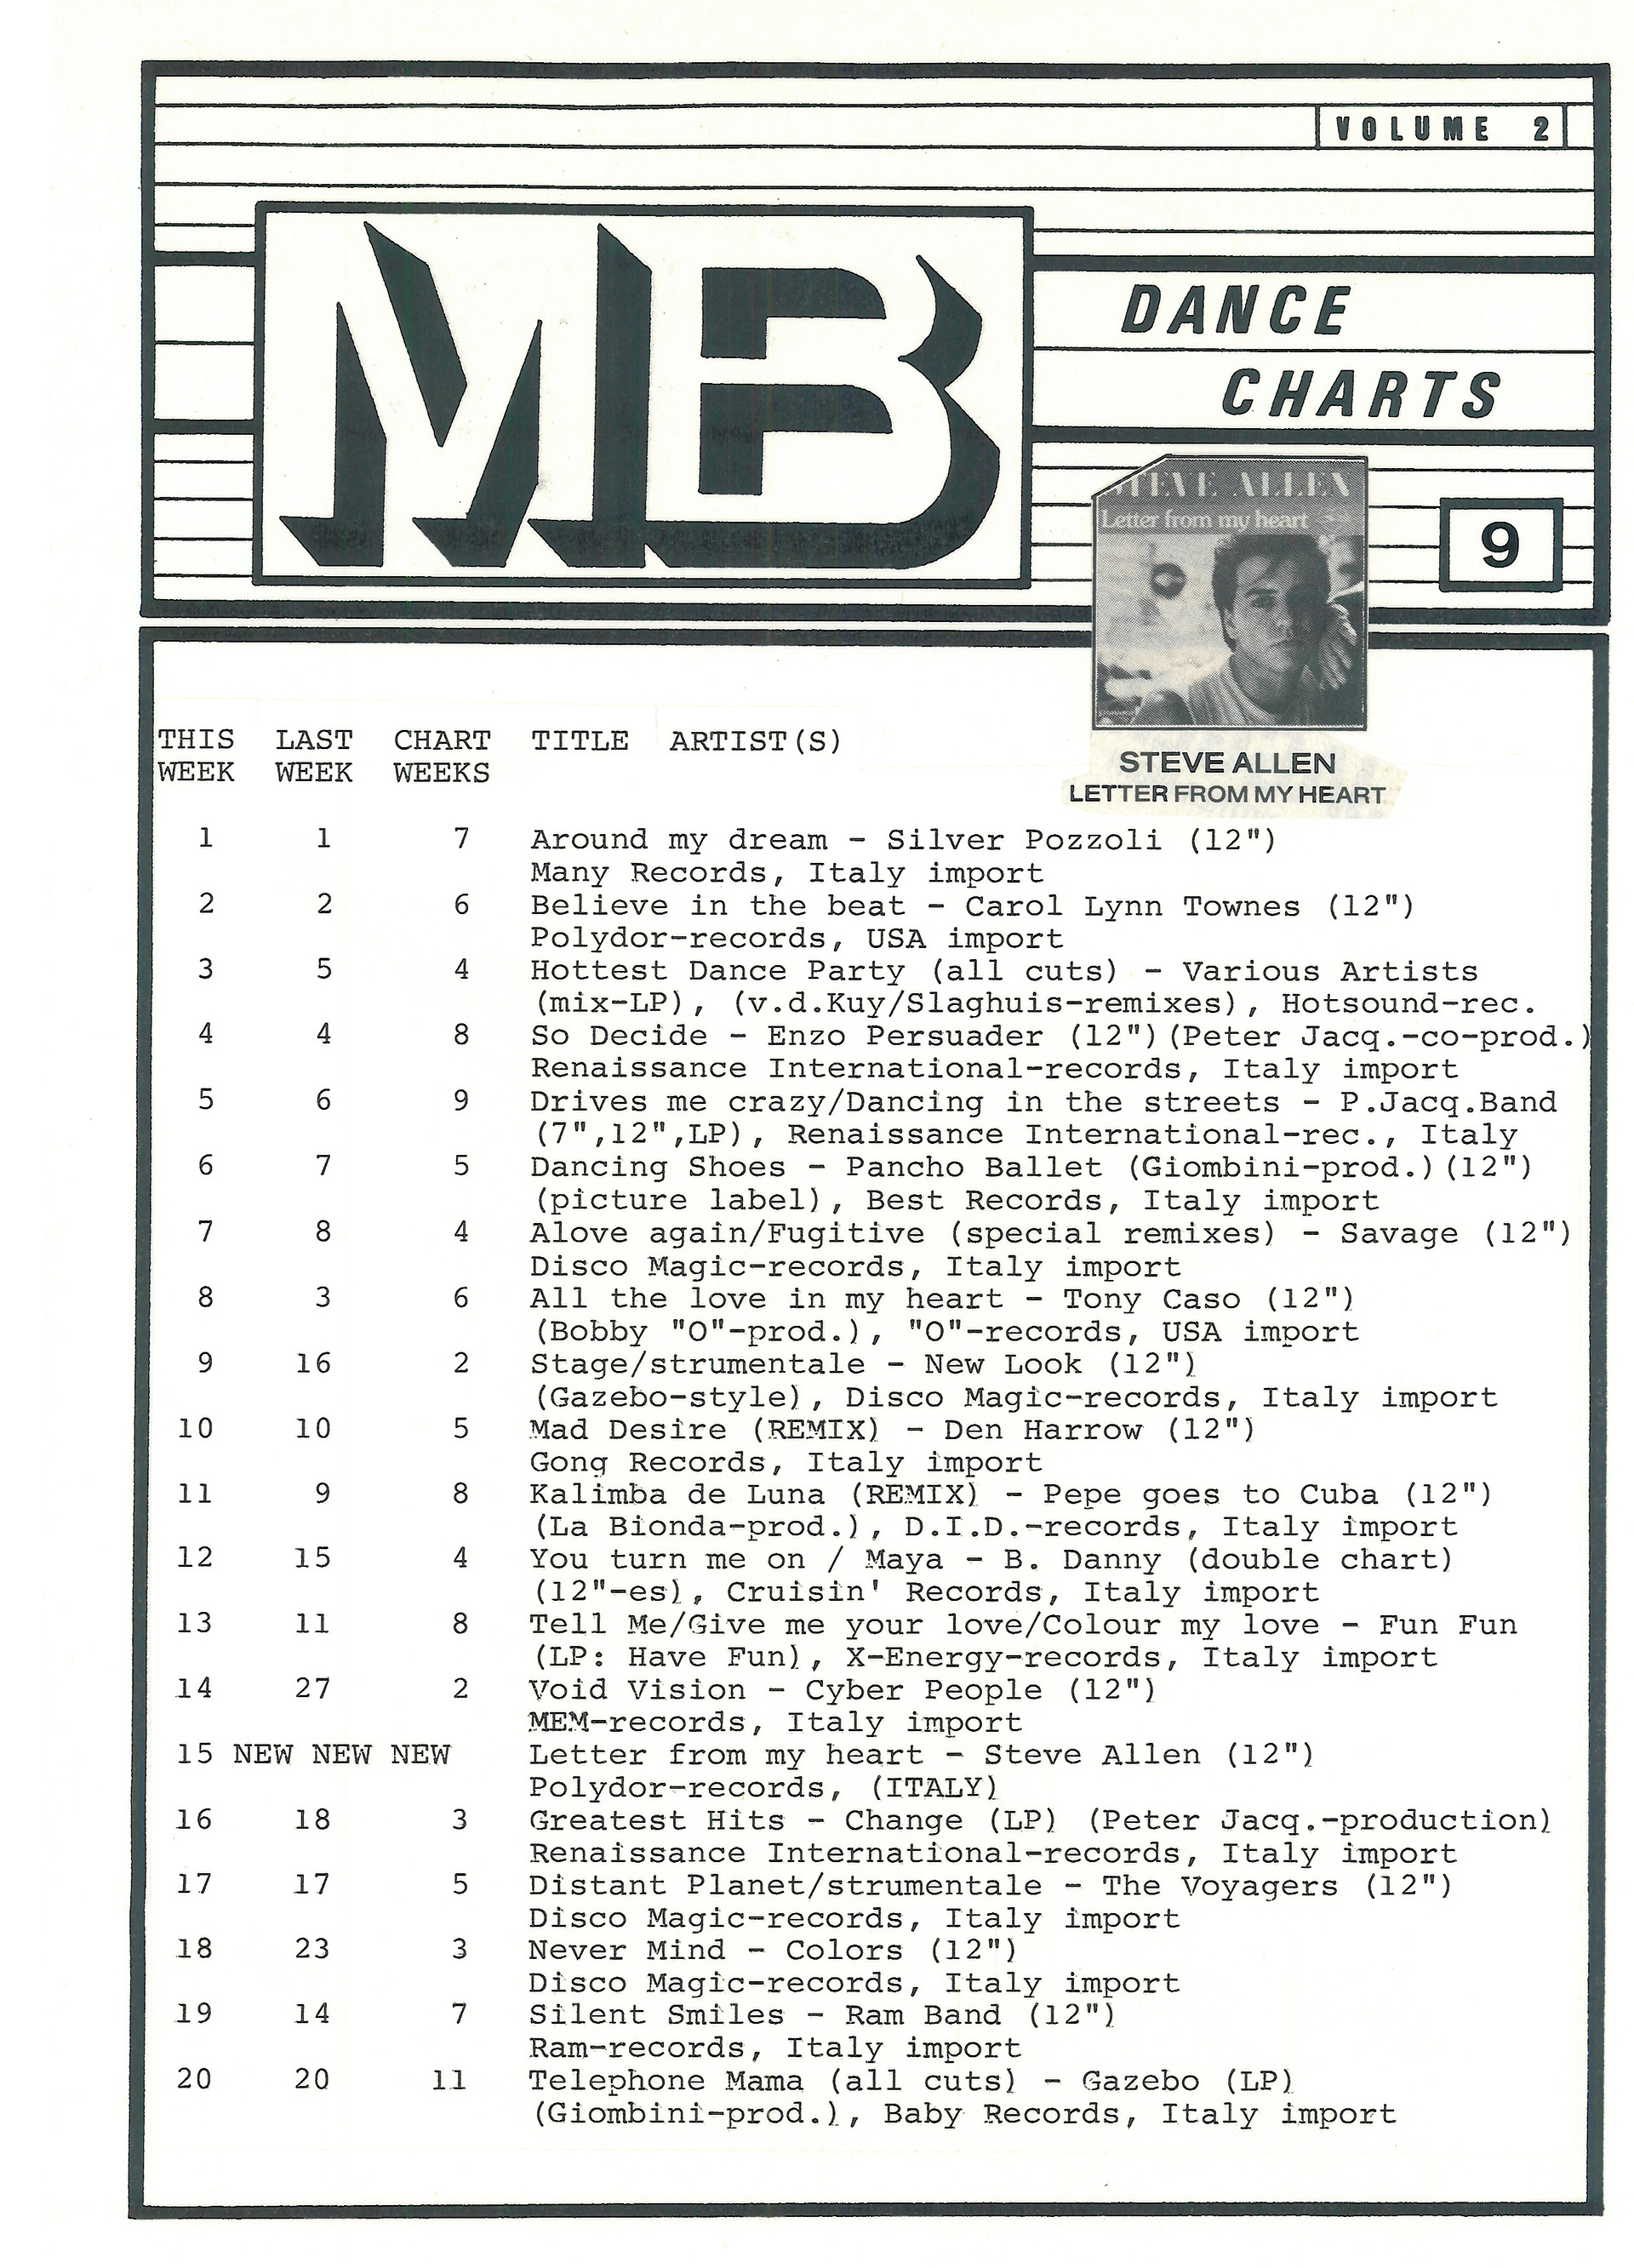 VOLUME 2
MB
DANCE
CHARTS
STEVE ALLEN
Letter from my heart
9
THIS LAST CHART TITLE ARTIST(S)
WEEK WEEK WEEKS
STEVE ALLEN
LETTER FROM MY HEART
1 1 7 Around my dream - Silver Pozzoli (12")
Many Records, Italy import
2 2 6 Believe in the beat - Carol Lynn Townes (12")
Polydor-records, USA import
3 5 4 Hottest Dance Party (all cuts) - Various Artists
(mix-LP), (v.d.Kuy/Slaghuis-remixes), Hotsound-rec.
4 4 8 So Decide - Enzo Persuader (12")(Peter Jacq.-co-prod.)
Renaissance International-records, Italy import
5 6 9 Drives me crazy/Dancing in the streets - P.Jacq.Band
(7",12",LP), Renaissance International-rec., Italy
6 7 5 Dancing Shoes - Pancho Ballet (Giombini-prod.)(12")
(picture label), Best Records, Italy import
7 8 4 Alove again/Fugitive (special remixes) - Savage (12")
Disco Magic-records, Italy import
8 3 6 All the love in my heart - Tony Caso (12")
(Bobby "O"-prod.), "O"-records, USA import
9 16 2 Stage/strumentale - New Look (12")
(Gazebo-style), Disco Magic-records, Italy import
10 10 5 Mad Desire (REMIX) - Den Harrow (12")
Gong Records, Italy import
11 9 8 Kalimba de Luna (REMIX) - Pepe goes to Cuba (12")
(La Bionda-prod.), D.I.D.-records, Italy import
12 15 4 You turn me on / Maya - B. Danny (double chart)
(12"-es), Cruisin' Records, Italy import
13 11 8 Tell Me/Give me your love/Colour my love - Fun Fun
(LP: Have Fun), X-Energy-records, Italy import
14 27 2 Void Vision - Cyber People (12")
MEM-records, Italy import
15 NEW NEW NEW Letter from my heart - Steve Allen (12")
Polydor-records, (ITALY)
16 18 3 Greatest Hits - Change (LP) (Peter Jacq.-production)
Renaissance International-records, Italy import
17 17 5 Distant Planet/strumentale - The Voyagers (12")
Disco Magic-records, Italy import
18 23 3 Never Mind - Colors (12")
Disco Magic-records, Italy import
19 14 7 Silent Smiles - Ram Band (12")
Ram-records, Italy import
20 20 11 Telephone Mama (all cuts) - Gazebo (LP)
(Giombini-prod.), Baby Records, Italy import